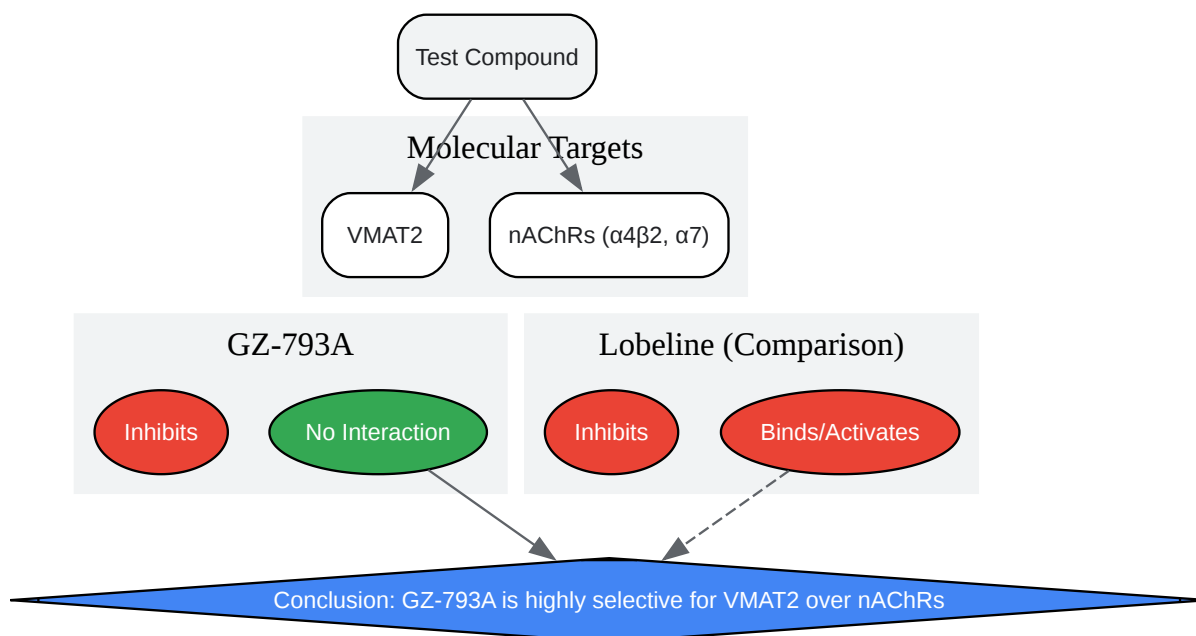 Test Compound
Molecular Targets
VMAT2
nAChRs (α4β2, α7)
GZ-793A
Inhibits
No Interaction
Lobeline (Comparison)
Inhibits
Binds/Activates
Conclusion: GZ-793A is highly selective for VMAT2 over nAChRs